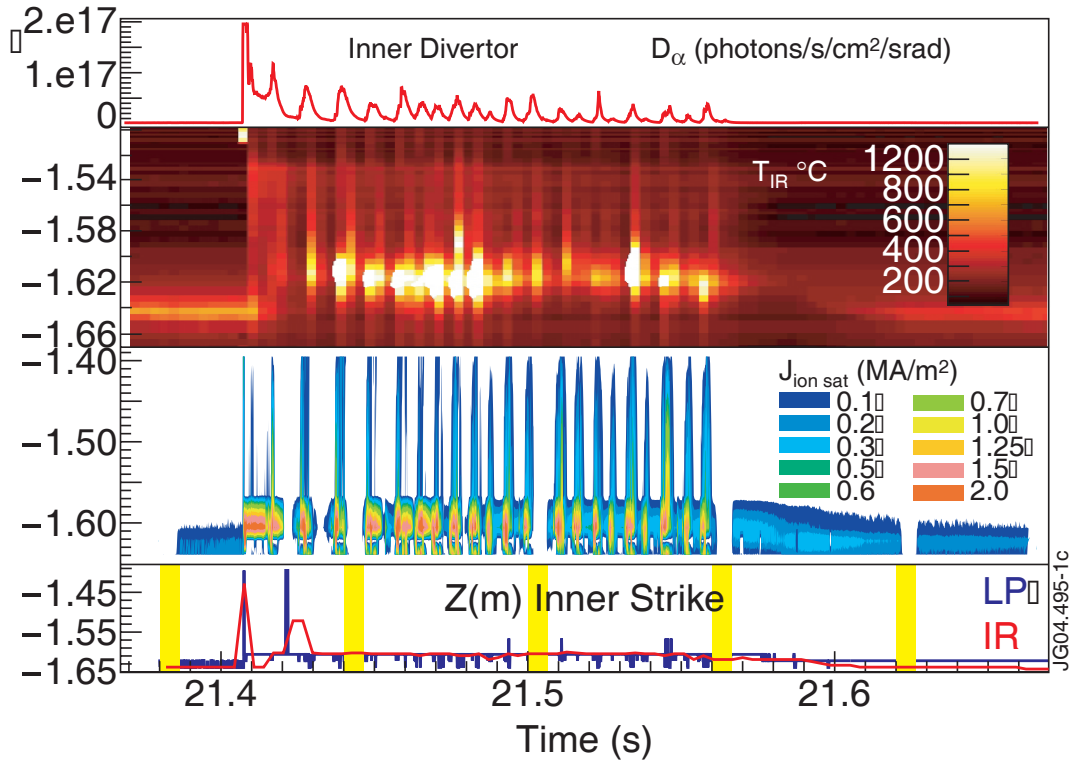 2.e17
1.e17
0
Inner Divertor
Dα (photons/s/cm²/srad)
−1.54
−1.58
−1.62
−1.66
TIR °C
1200
800
600
400
200
−1.40
−1.50
−1.60
Jion sat (MA/m²)
0.1
0.2
0.3
0.5
0.6
0.7
1.0
1.25
1.5
2.0
−1.45
−1.55
−1.65
Z(m) Inner Strike
LP
IR
21.4 21.5 21.6
Time (s)
JG04.495-1c